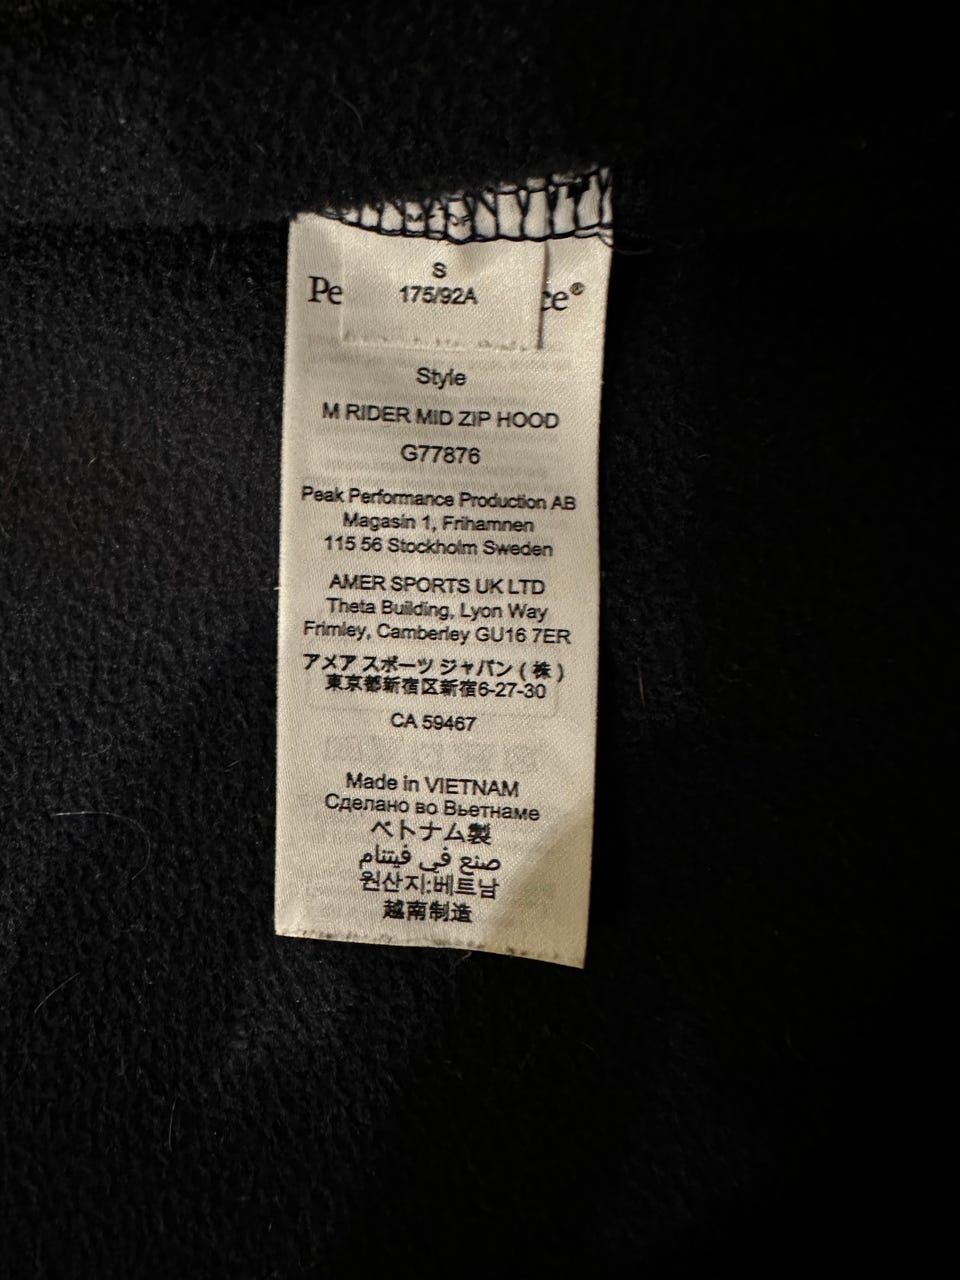 S
175/92A
Pe ce®
Style
M RIDER MID ZIP HOOD
G77876
Peak Performance Production AB
Magasin 1, Frihamnen
115 56 Stockholm Sweden
AMER SPORTS UK LTD
Theta Building, Lyon Way
Frimley, Camberley GU16 7ER
アメア スポーツ ジャパン ( 株 )
東京都新宿区新宿6-27-30
CA 59467
Made in VIETNAM
Сделано во Вьетнаме
ベトナム製
صنع في فيتنام
원산지:베트남
越南制造